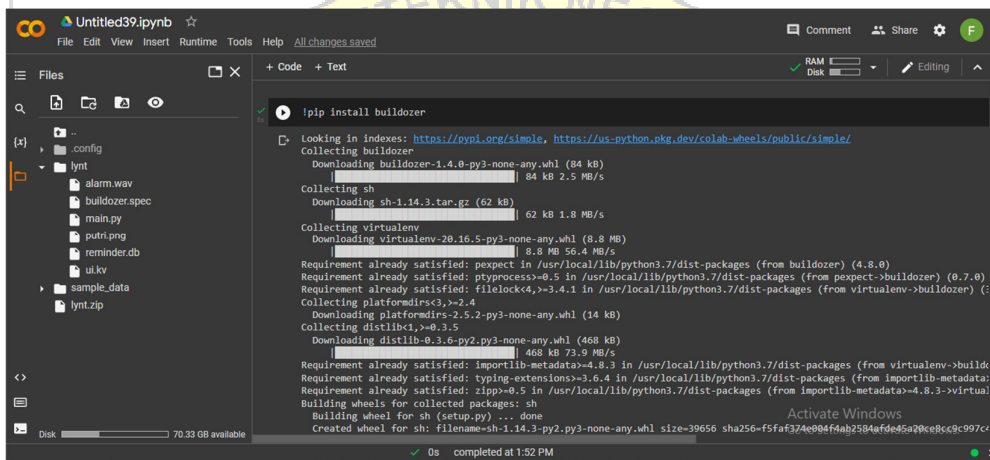 Untitled39.ipynb
File Edit View Insert Runtime Tools Help All changes saved
Comment Share F
Files
+ Code + Text
RAM
Disk
Editing
..
.config
lynt
alarm.wav
buildozer.spec
main.py
putri.png
reminder.db
ui.kv
sample_data
lynt.zip
Disk 70.33 GB available
6s
!pip install buildozer
Looking in indexes: https://pypi.org/simple, https://us-python.pkg.dev/colab-wheels/public/simple/
Collecting buildozer
Downloading buildozer-1.4.0-py3-none-any.whl (84 kB)
84 kB 2.5 MB/s
Collecting sh
Downloading sh-1.14.3.tar.gz (62 kB)
62 kB 1.8 MB/s
Collecting virtualenv
Downloading virtualenv-20.16.5-py3-none-any.whl (8.8 MB)
8.8 MB 56.4 MB/s
Requirement already satisfied: pexpect in /usr/local/lib/python3.7/dist-packages (from buildozer) (4.8.0)
Requirement already satisfied: ptyprocess>=0.5 in /usr/local/lib/python3.7/dist-packages (from pexpect->buildozer) (0.7.0)
Requirement already satisfied: filelock<4,>=3.4.1 in /usr/local/lib/python3.7/dist-packages (from virtualenv->buildozer) (3
Collecting platformdirs<3,>=2.4
Downloading platformdirs-2.5.2-py3-none-any.whl (14 kB)
Collecting distlib<1,>=0.3.5
Downloading distlib-0.3.6-py2.py3-none-any.whl (468 kB)
468 kB 73.9 MB/s
Requirement already satisfied: importlib-metadata>=4.8.3 in /usr/local/lib/python3.7/dist-packages (from virtualenv->buildo
Requirement already satisfied: typing-extensions>=3.6.4 in /usr/local/lib/python3.7/dist-packages (from importlib-metadata>
Requirement already satisfied: zipp>=0.5 in /usr/local/lib/python3.7/dist-packages (from importlib-metadata>=4.8.3->virtual
Building wheels for collected packages: sh
Building wheel for sh (setup.py) ... done
Activate Windows
Created wheel for sh: filename=sh-1.14.3-py2.py3-none-any.whl size=39656
0s completed at 1:52 PM